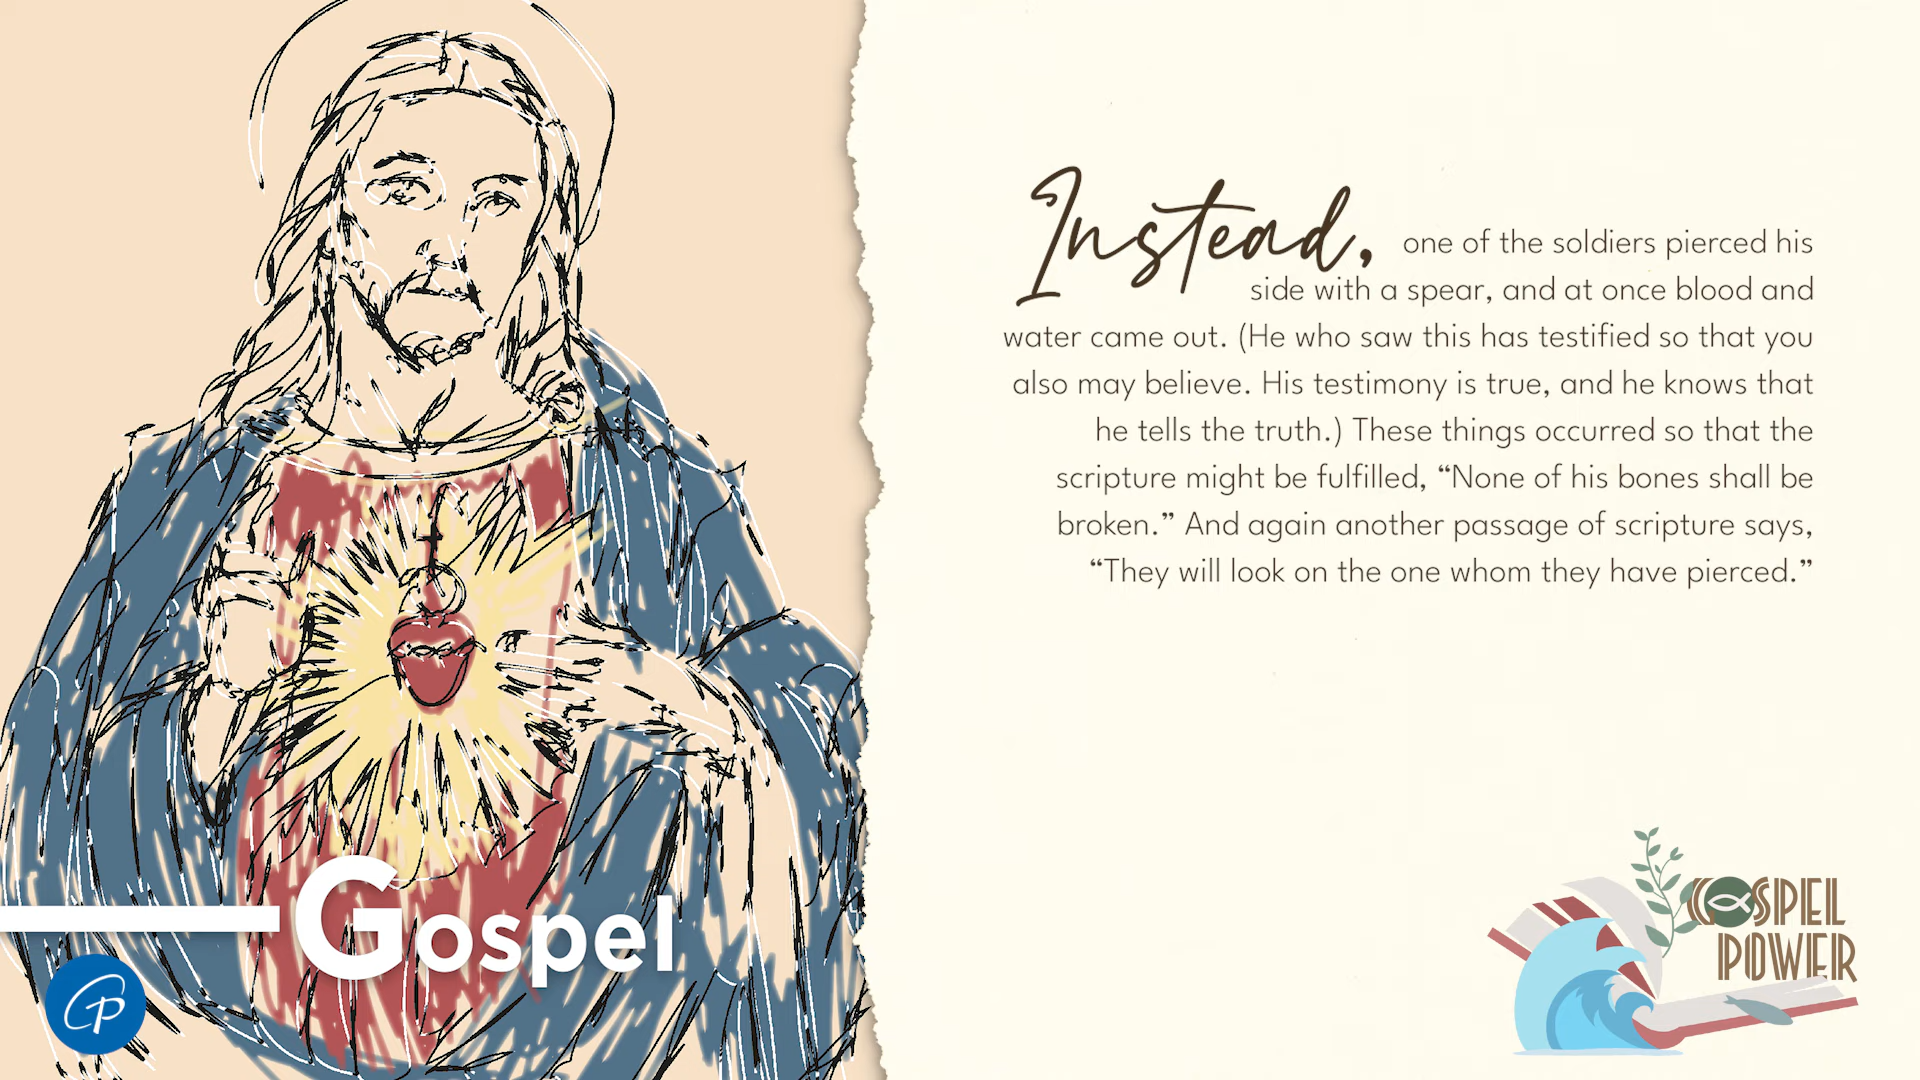 Instead, one of the soldiers pierced his
side with a spear, and at once blood and
water came out. (He who saw this has testified so that you
also may believe. His testimony is true, and he knows that
he tells the truth.) These things occurred so that the
scripture might be fulfilled, “None of his bones shall be
broken.” And again another passage of scripture says,
“They will look on the one whom they have pierced.”
Gospel
GP
GOSPEL
POWER